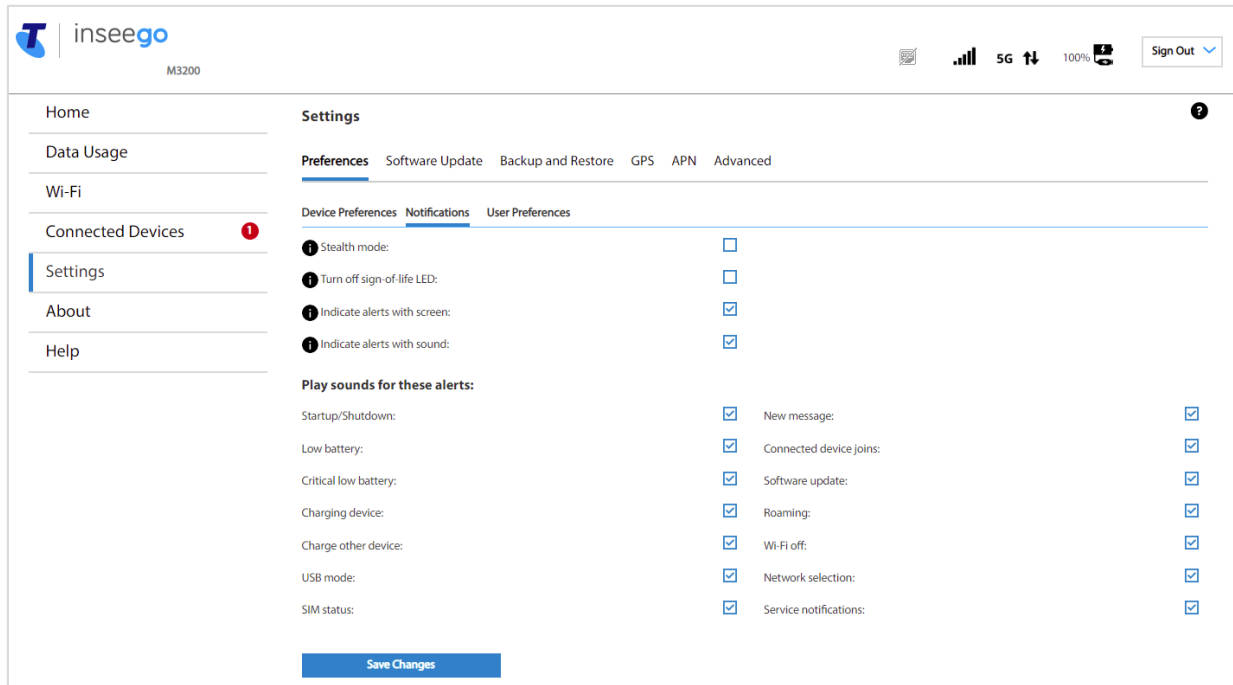 T inseego
M3200
5G 100% Sign Out
Home
Data Usage
Wi-Fi
Connected Devices 1
Settings
About
Help
Settings ?
Preferences Software Update Backup and Restore GPS APN Advanced
Device Preferences Notifications User Preferences
i Stealth mode:
i Turn off sign-of-life LED:
i Indicate alerts with screen:
i Indicate alerts with sound:
Play sounds for these alerts:
Startup/Shutdown: New message:
Low battery: Connected device joins:
Critical low battery: Software update:
Charging device: Roaming:
Charge other device: Wi-Fi off:
USB mode: Network selection:
SIM status: Service notifications:
Save Changes